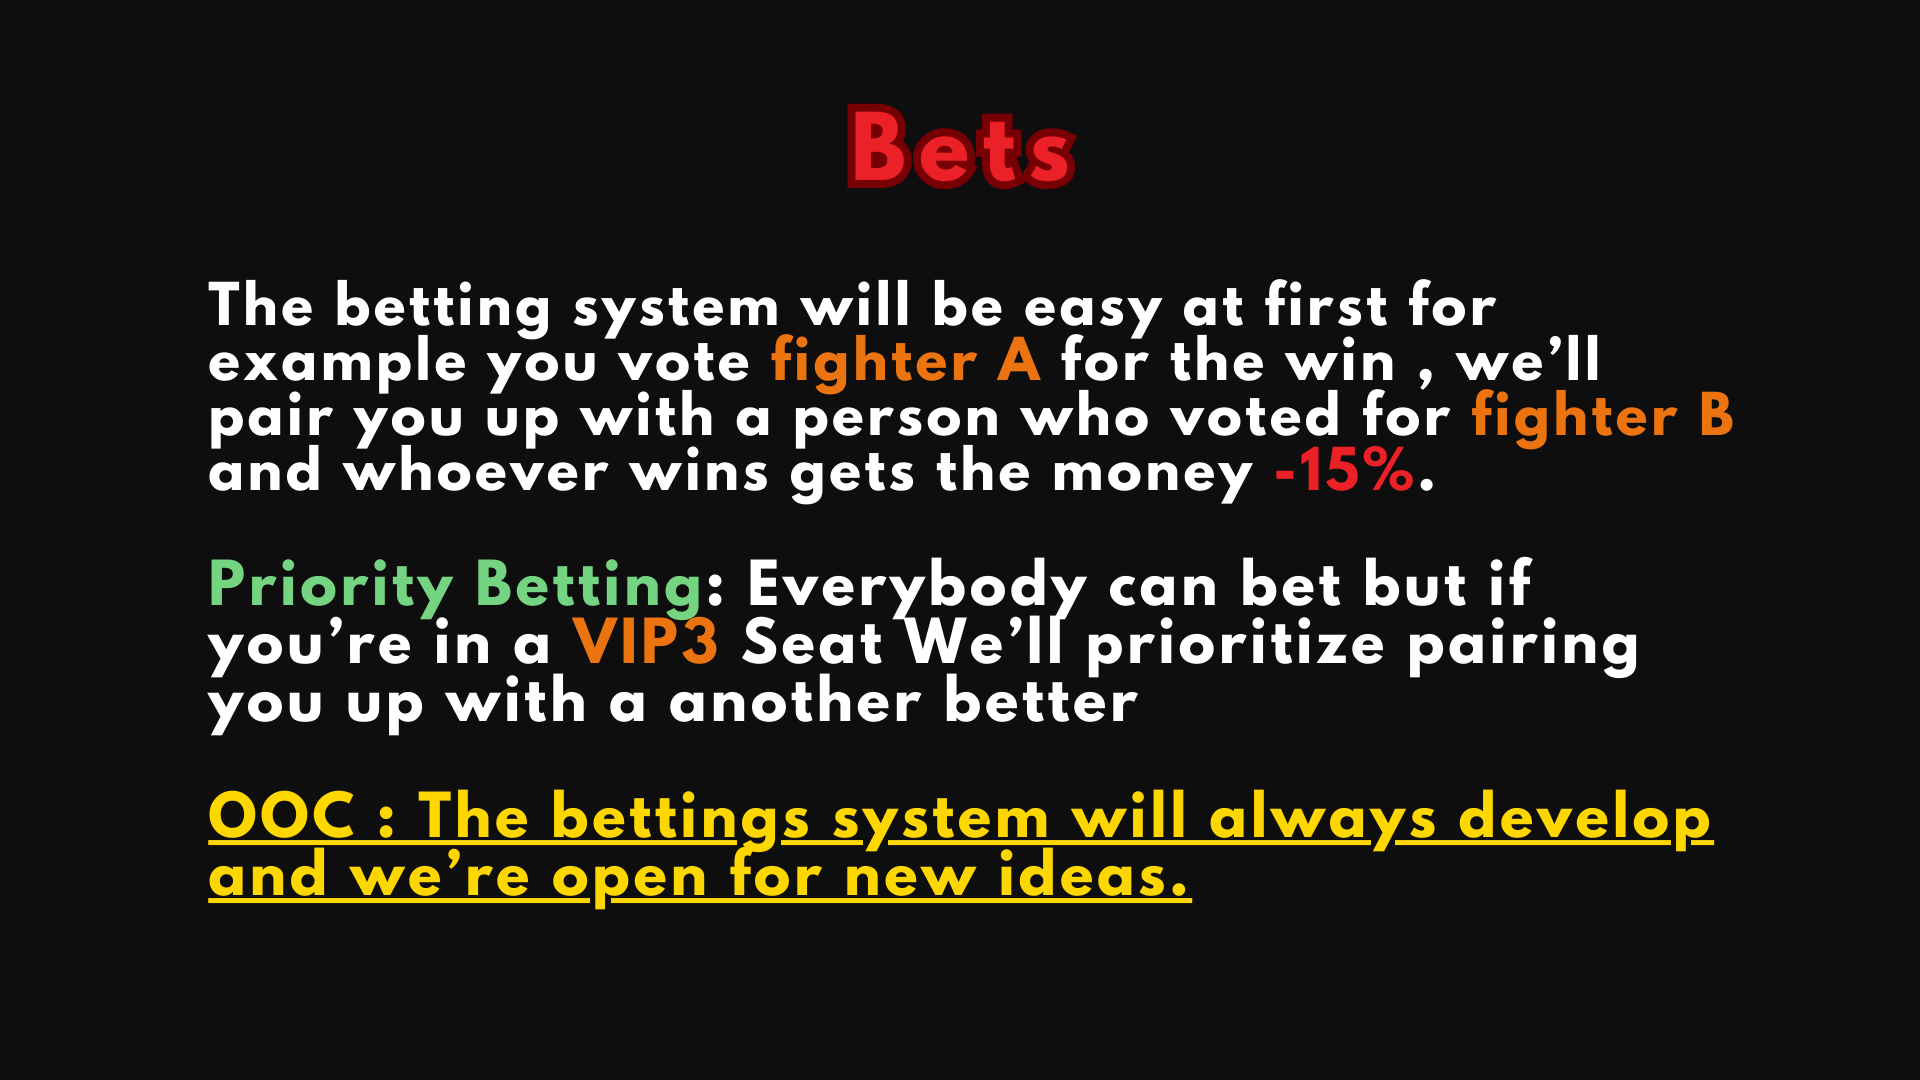 Bets
The betting system will be easy at first for
example you vote fighter A for the win , we’ll
pair you up with a person who voted for fighter B
and whoever wins gets the money -15%.
Priority Betting: Everybody can bet but if
you’re in a VIP3 Seat We’ll prioritize pairing
you up with a another better
OOC : The bettings system will always develop
and we’re open for new ideas.